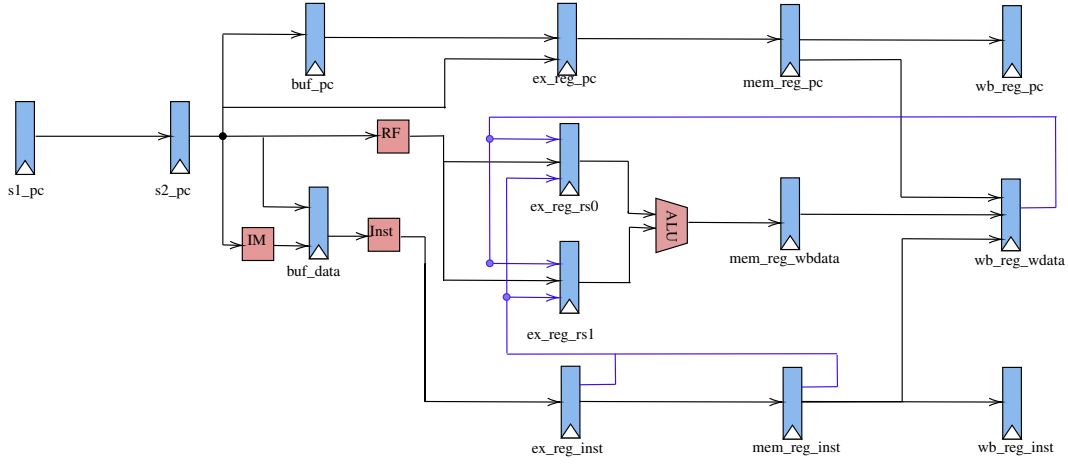 buf_pc
ex_reg_pc
mem_reg_pc
wb_reg_pc
s1_pc
s2_pc
RF
ex_reg_rs0
ALU
IM
Inst
buf_data
mem_reg_wbdata
wb_reg_wdata
ex_reg_rs1
ex_reg_inst
mem_reg_inst
wb_reg_inst